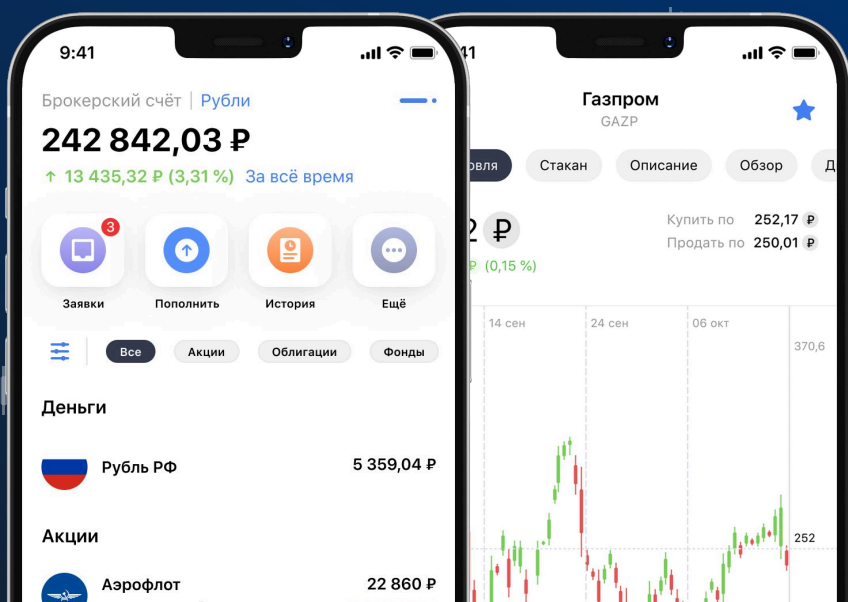 9:41
Брокерский счёт | Рубли
242 842,03 ₽
↑ 13 435,32 ₽ (3,31 %) За всё время
3
Заявки Пополнить История Ещё
Все Акции Облигации Фонды
Деньги
Рубль РФ 5 359,04 ₽
Акции
Аэрофлот 22 860 ₽
41
Газпром
GAZP
овля Стакан Описание Обзор Д
2 ₽
Купить по 252,17 ₽
Продать по 250,01 ₽
₽ (0,15 %)
14 сен 24 сен 06 окт
370,6
252